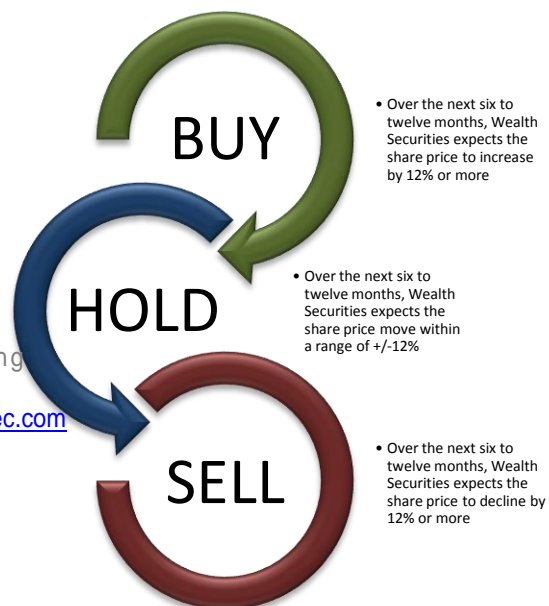 BUY
• Over the next six to
twelve months, Wealth
Securities expects the
share price to increase
by 12% or more
HOLD
• Over the next six to
twelve months, Wealth
Securities expects the
share price move within
a range of +/-12%
ng
ec.com
SELL
• Over the next six to
twelve months, Wealth
Securities expects the
share price to decline by
12% or more